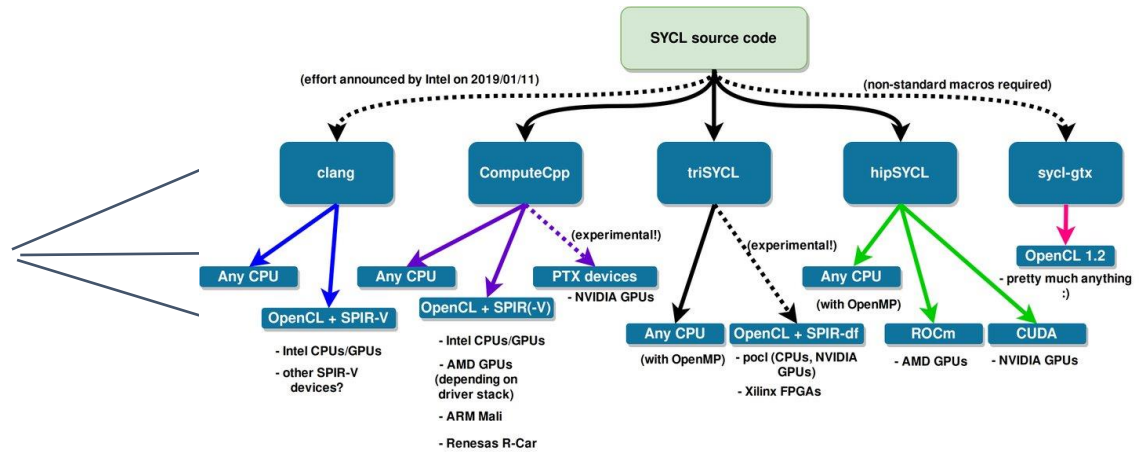 SYCL source code
(effort announced by Intel on 2019/01/11)
(non-standard macros required)
clang
ComputeCpp
triSYCL
hipSYCL
sycl-gtx
Any CPU
OpenCL + SPIR-V
- Intel CPUs/GPUs
- other SPIR-V
devices?
Any CPU
OpenCL + SPIR(-V)
- Intel CPUs/GPUs
- AMD GPUs
(depending on
driver stack)
- ARM Mali
- Renesas R-Car
(experimental!)
PTX devices
- NVIDIA GPUs
Any CPU
(with OpenMP)
(experimental!)
OpenCL + SPIR-df
- pocl (CPUs, NVIDIA
GPUs)
- Xilinx FPGAs
Any CPU
(with OpenMP)
ROCm
- AMD GPUs
CUDA
- NVIDIA GPUs
OpenCL 1.2
- pretty much anything
:)